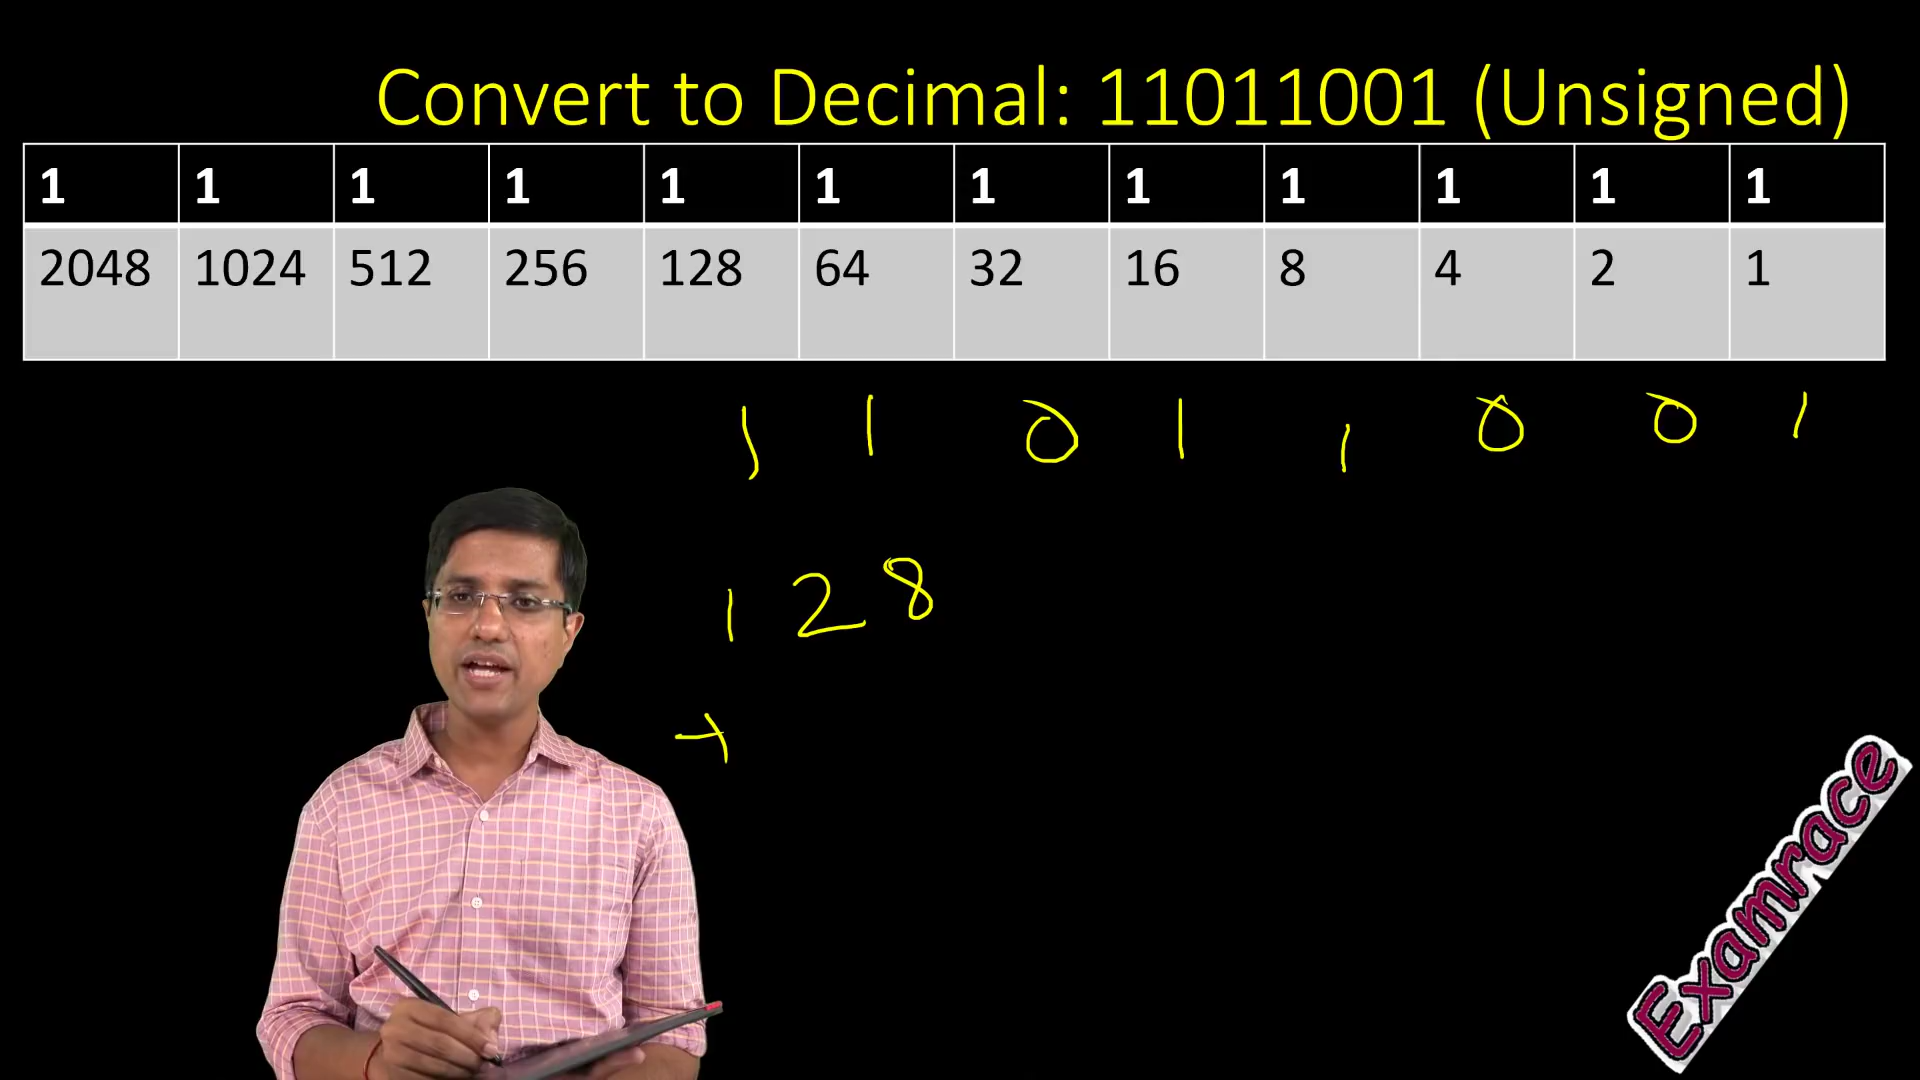 Convert to Decimal: 11011001 (Unsigned)
1 1 1 1 1 1 1 1 1 1 1 1
2048 1024 512 256 128 64 32 16 8 4 2 1
1 1 0 1 1 0 0 1
128
+
Examrace